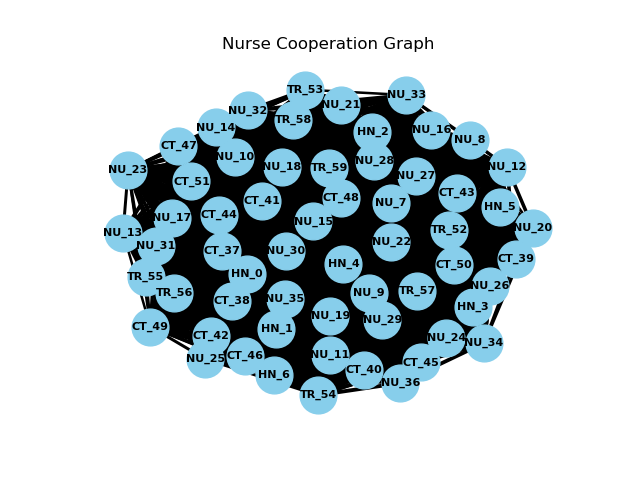 Nurse Cooperation Graph
TR_53
NU_33
NU_21
NU_32
TR_58
NU_14
HN_2
NU_16
NU_8
CT_47
NU_10
NU_28
NU_18
TR_59
NU_12
NU_23
NU_27
CT_51
CT_43
CT_48
CT_41
NU_7
HN_5
NU_17
CT_44
NU_15
NU_20
TR_52
NU_13
NU_22
NU_31
CT_37
NU_30
CT_39
HN_4
CT_50
HN_0
TR_55
NU_26
TR_56
NU_9
TR_57
CT_38
NU_35
HN_3
NU_19
NU_29
CT_49
HN_1
CT_42
NU_24
NU_34
NU_11
CT_46
NU_25
CT_45
CT_40
HN_6
NU_36
TR_54